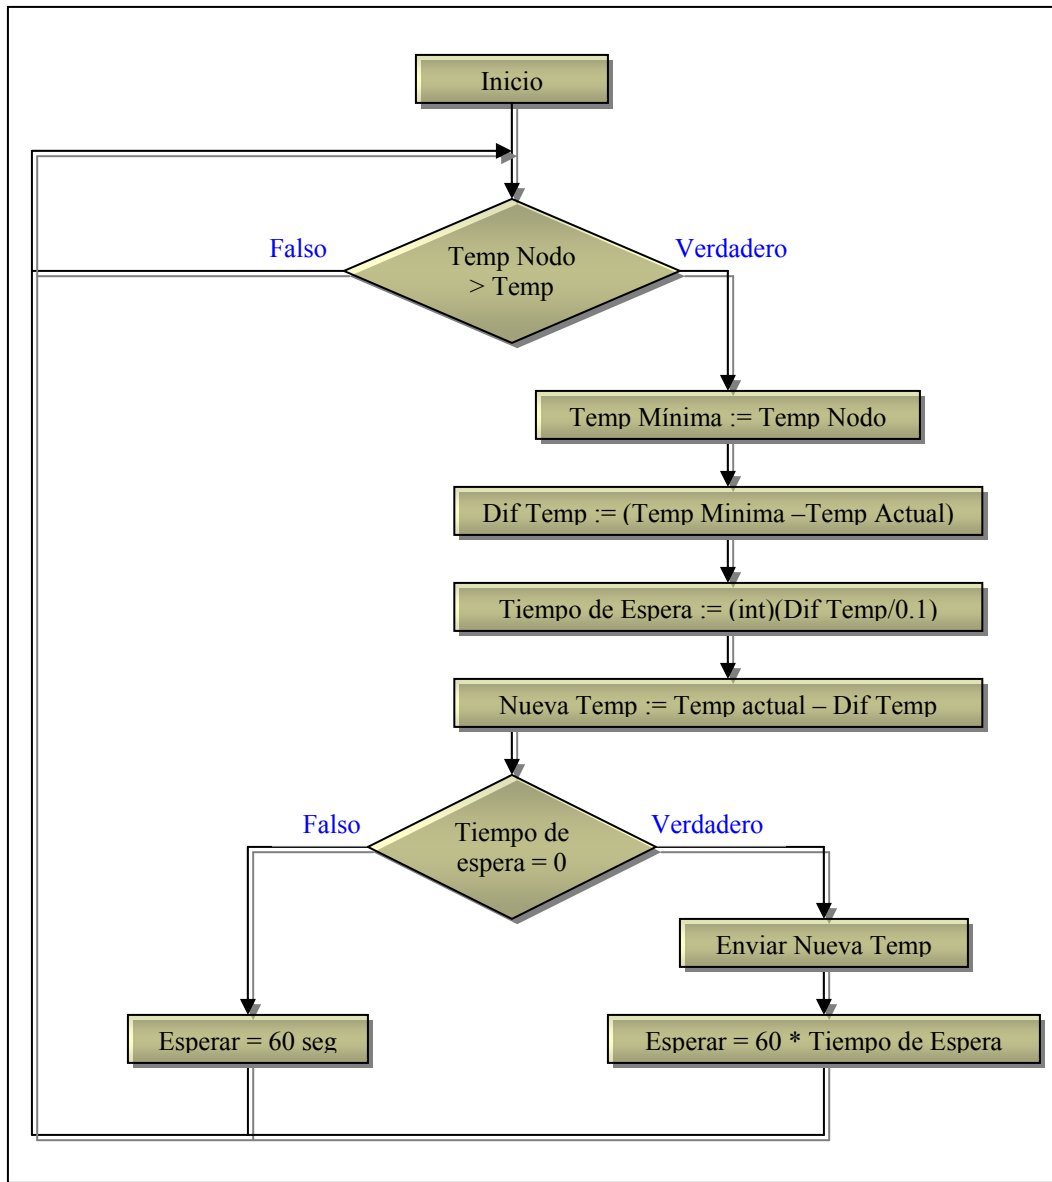 Inicio
Falso
Verdadero
Temp Nodo
> Temp
Temp Mínima := Temp Nodo
Dif Temp := (Temp Minima –Temp Actual)
Tiempo de Espera := (int)(Dif Temp/0.1)
Nueva Temp := Temp actual – Dif Temp
Falso
Verdadero
Tiempo de
espera = 0
Enviar Nueva Temp
Esperar = 60 seg
Esperar = 60 * Tiempo de Espera